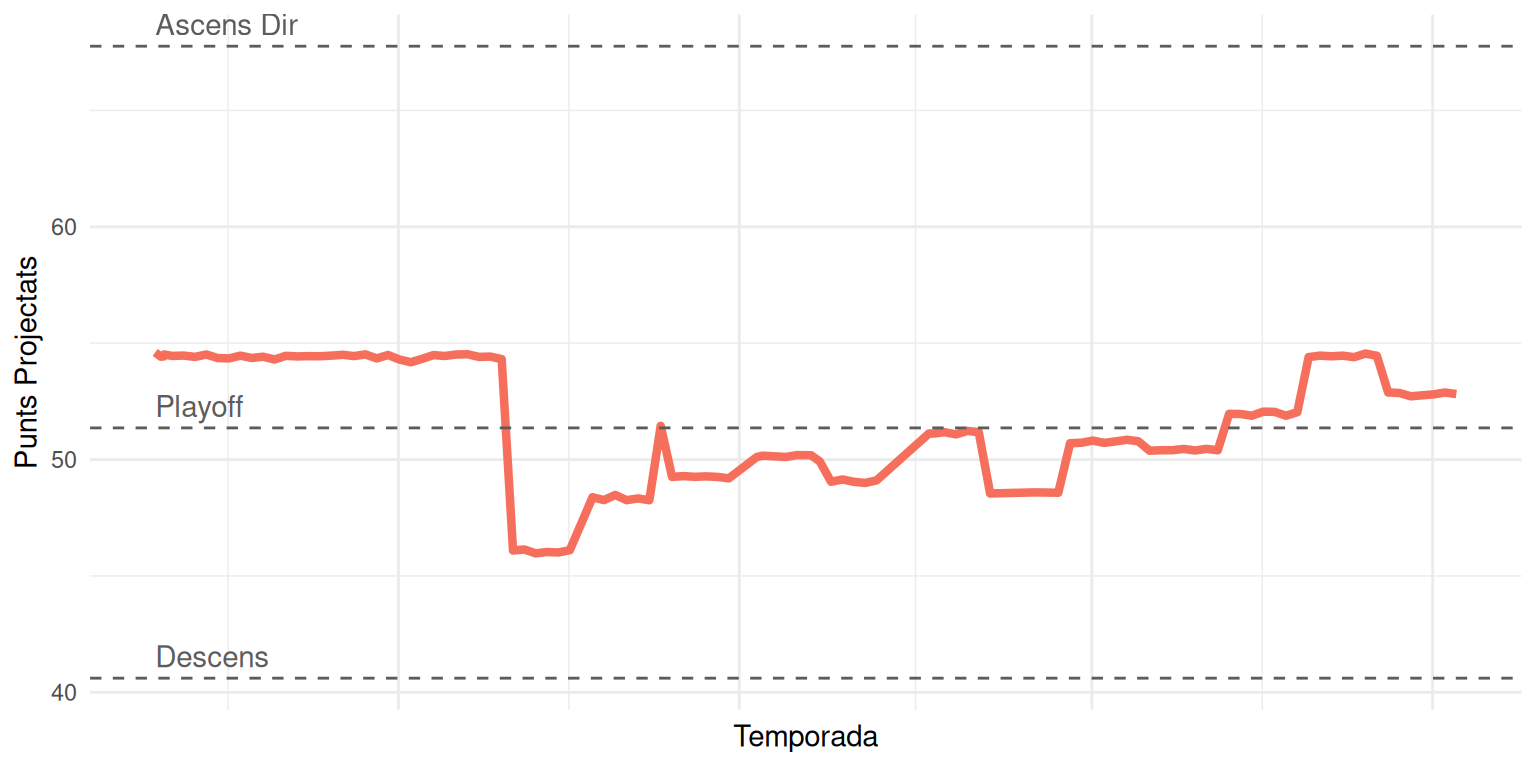 Ascens Dir
60
Punts Projectats
Playoff
50
Descens
40
Temporada